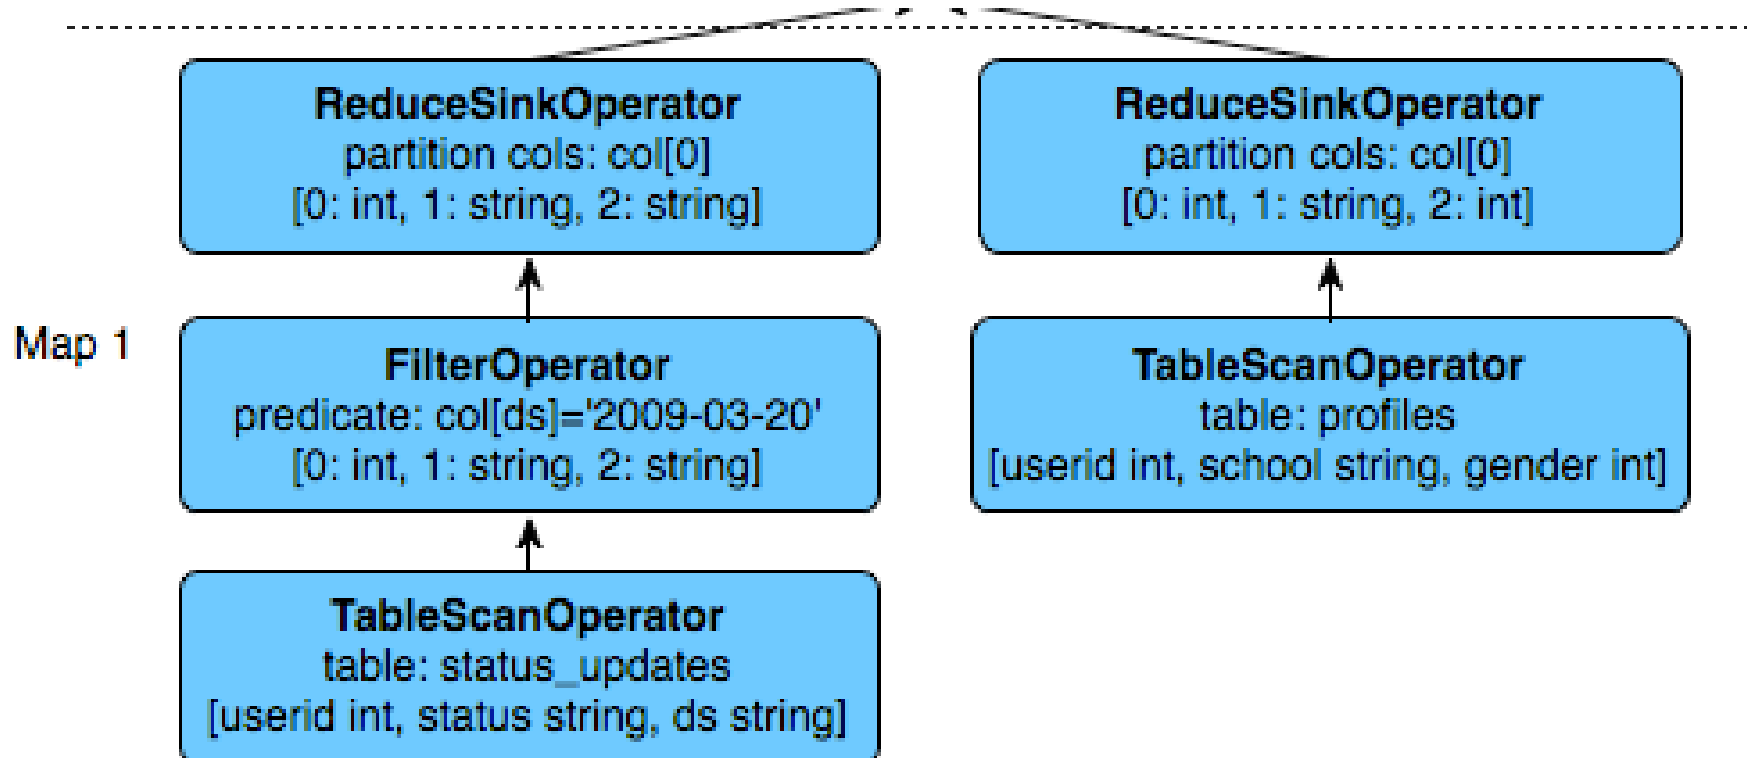 ReduceSinkOperator
partition cols: col[0]
[0: int, 1: string, 2: string]
ReduceSinkOperator
partition cols: col[0]
[0: int, 1: string, 2: int]
Map 1
FilterOperator
predicate: col[ds]='2009-03-20'
[0: int, 1: string, 2: string]
TableScanOperator
table: profiles
[userid int, school string, gender int]
TableScanOperator
table: status_updates
[userid int, status string, ds string]